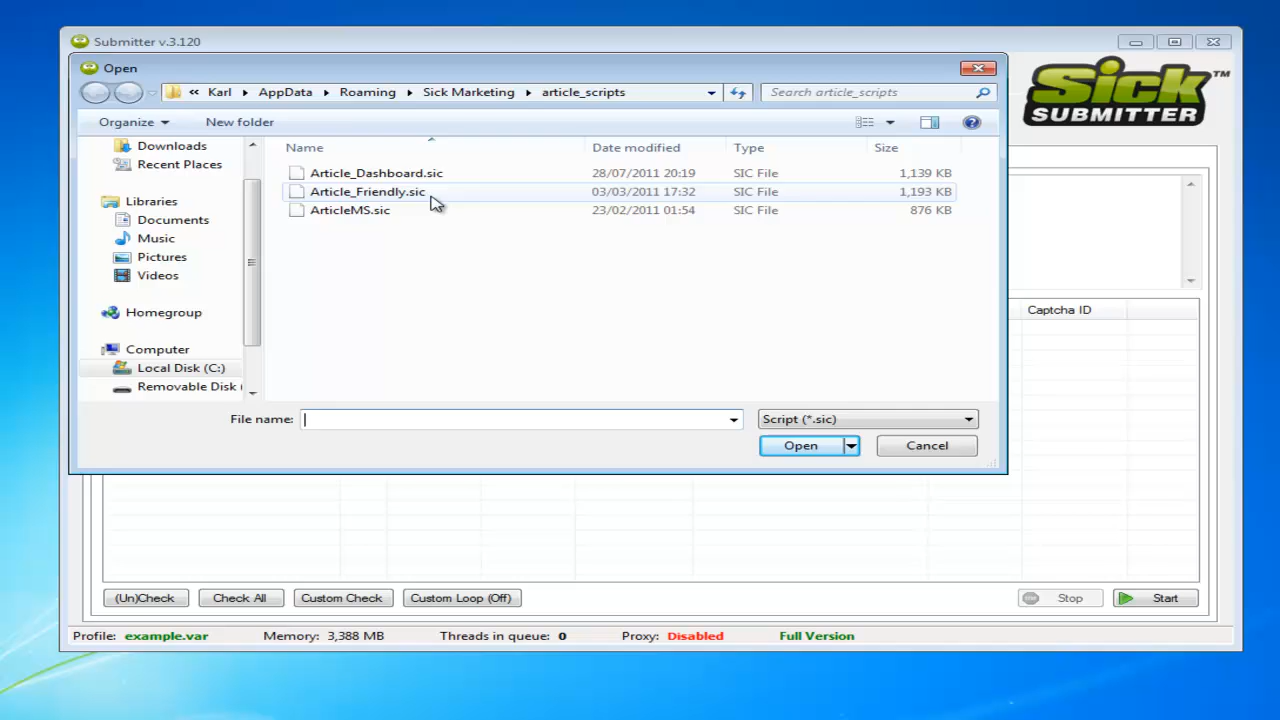 Submitter v.3.120
Open
« Karl AppData Roaming Sick Marketing article_scripts
Search article_scripts
Sick™
SUBMITTER
Organize New folder
Name Date modified Type Size
Downloads
Recent Places
Libraries
Documents
Music
Pictures
Videos
Homegroup
Computer
Local Disk (C:)
Removable Disk (
Article_Dashboard.sic 28/07/2011 20:19 SIC File 1,139 KB
Article_Friendly.sic 03/03/2011 17:32 SIC File 1,193 KB
ArticleMS.sic 23/02/2011 01:54 SIC File 876 KB
Captcha ID
File name: Script (*.sic)
Open Cancel
(Un)Check Check All Custom Check Custom Loop (Off) Stop Start
Profile: example.var Memory: 3,388 MB Threads in queue: 0 Proxy: Disabled Full Version